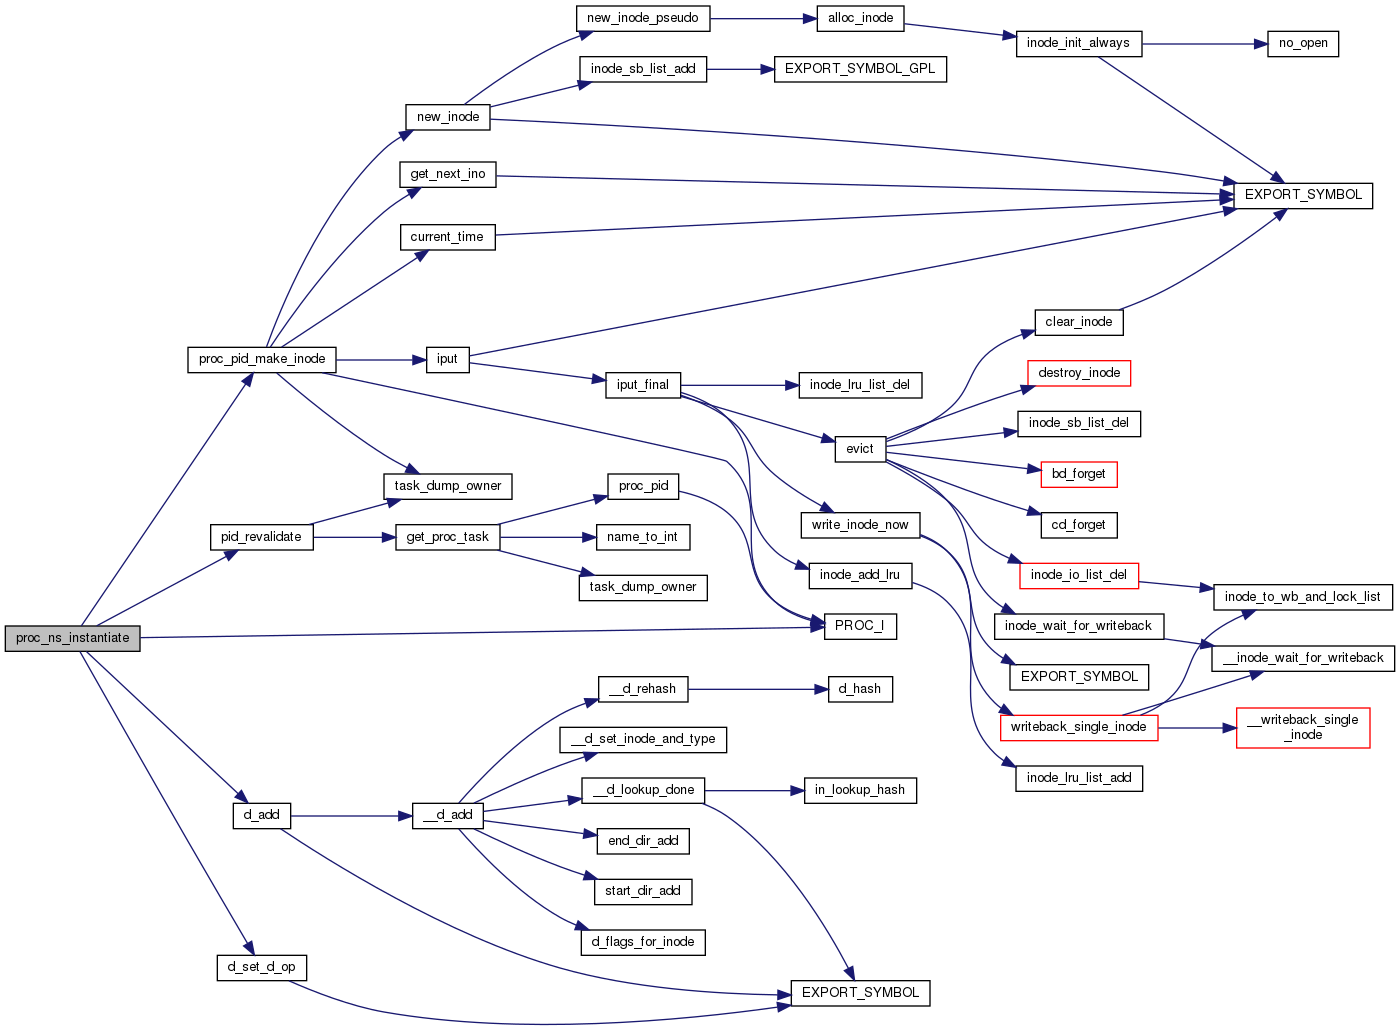 new_inode_pseudo
alloc_inode
inode_init_always
no_open
inode_sb_list_add
EXPORT_SYMBOL_GPL
new_inode
get_next_ino
EXPORT_SYMBOL
current_time
clear_inode
proc_pid_make_inode
iput
destroy_inode
iput_final
inode_lru_list_del
inode_sb_list_del
evict
bd_forget
task_dump_owner
proc_pid
write_inode_now
cd_forget
pid_revalidate
get_proc_task
name_to_int
inode_add_lru
inode_io_list_del
task_dump_owner
inode_to_wb_and_lock_list
proc_ns_instantiate
PROC_I
inode_wait_for_writeback
__inode_wait_for_writeback
EXPORT_SYMBOL
__d_rehash
d_hash
writeback_single_inode
__writeback_single
_inode
__d_set_inode_and_type
inode_lru_list_add
__d_lookup_done
in_lookup_hash
d_add
__d_add
end_dir_add
start_dir_add
d_flags_for_inode
d_set_d_op
EXPORT_SYMBOL